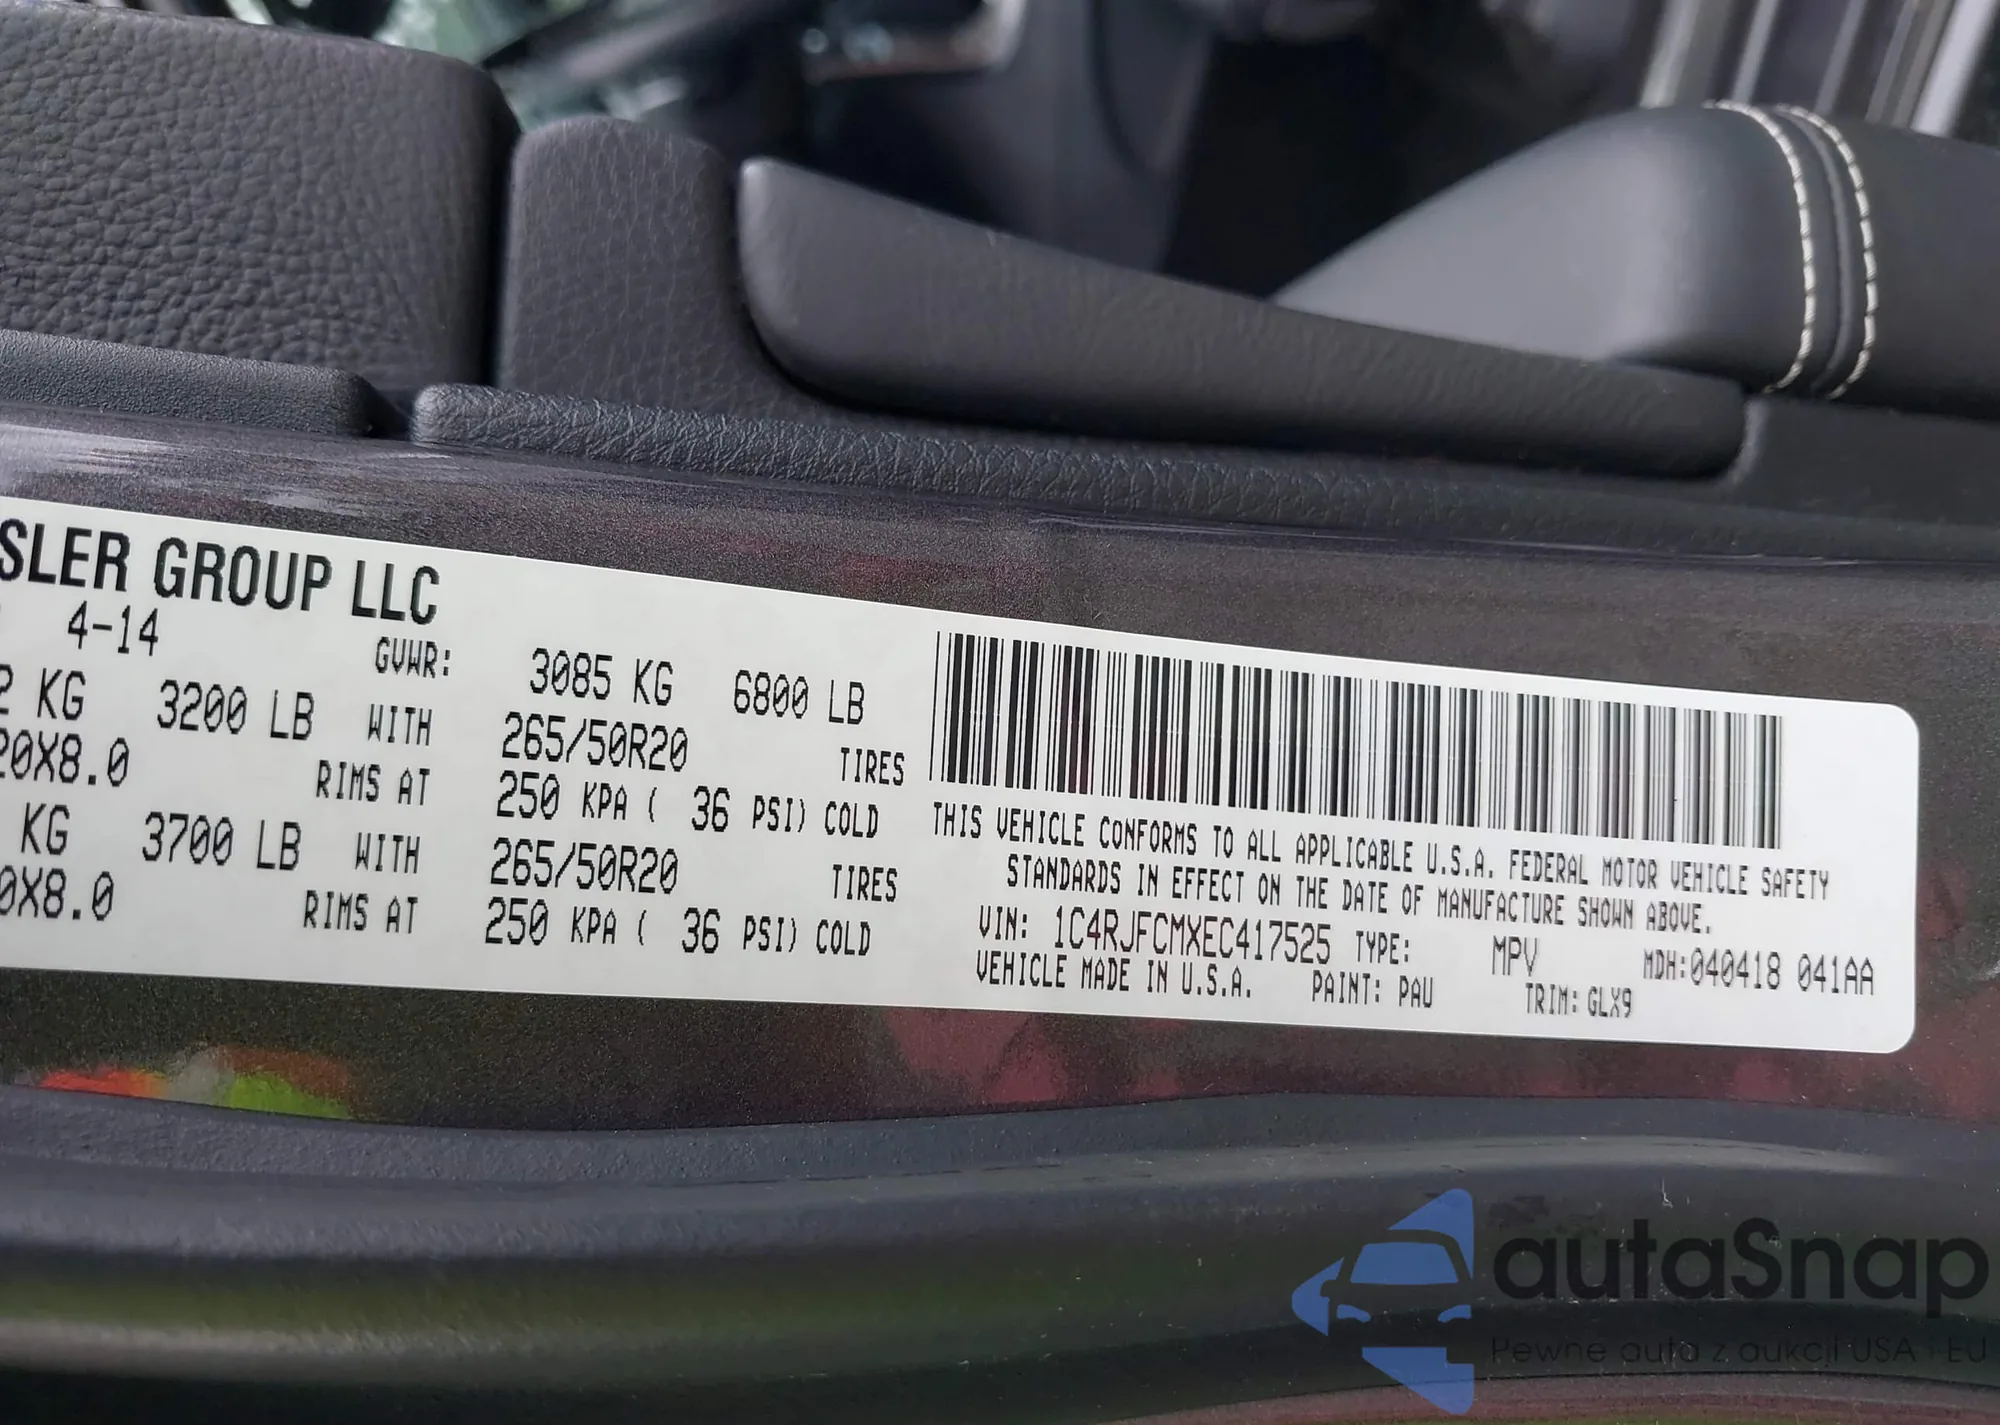 SLER GROUP LLC
4-14 GVWR: 3085 KG 6800 LB
2 KG 3200 LB WITH 265/50R20 TIRES
20X8.0 RIMS AT 250 KPA ( 36 PSI) COLD
KG 3700 LB WITH 265/50R20 TIRES
0X8.0 RIMS AT 250 KPA ( 36 PSI) COLD
THIS VEHICLE CONFORMS TO ALL APPLICABLE U.S.A. FEDERAL MOTOR VEHICLE SAFETY
STANDARDS IN EFFECT ON THE DATE OF MANUFACTURE SHOWN ABOVE.
VIN: 1C4RJFCMXEC417525 TYPE: MPV MDH:040418 041AA
VEHICLE MADE IN U.S.A. PAINT: PAU TRIM: GLX9
autaSnap
Pewne auta z aukcji USA i EU